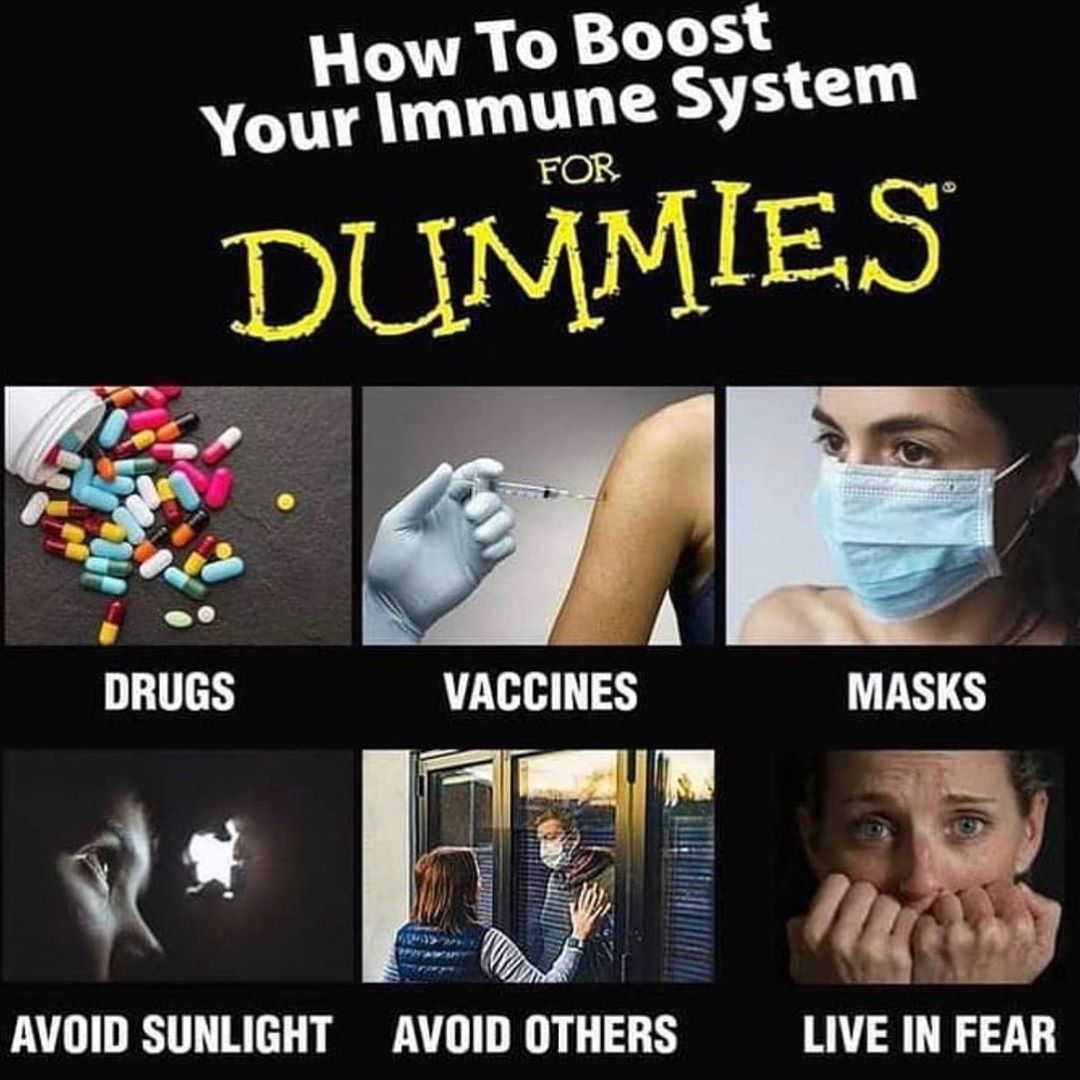 How To Boost
Your Immune System
FOR
DUMMIES®
DRUGS
VACCINES
MASKS
AVOID SUNLIGHT
AVOID OTHERS
LIVE IN FEAR